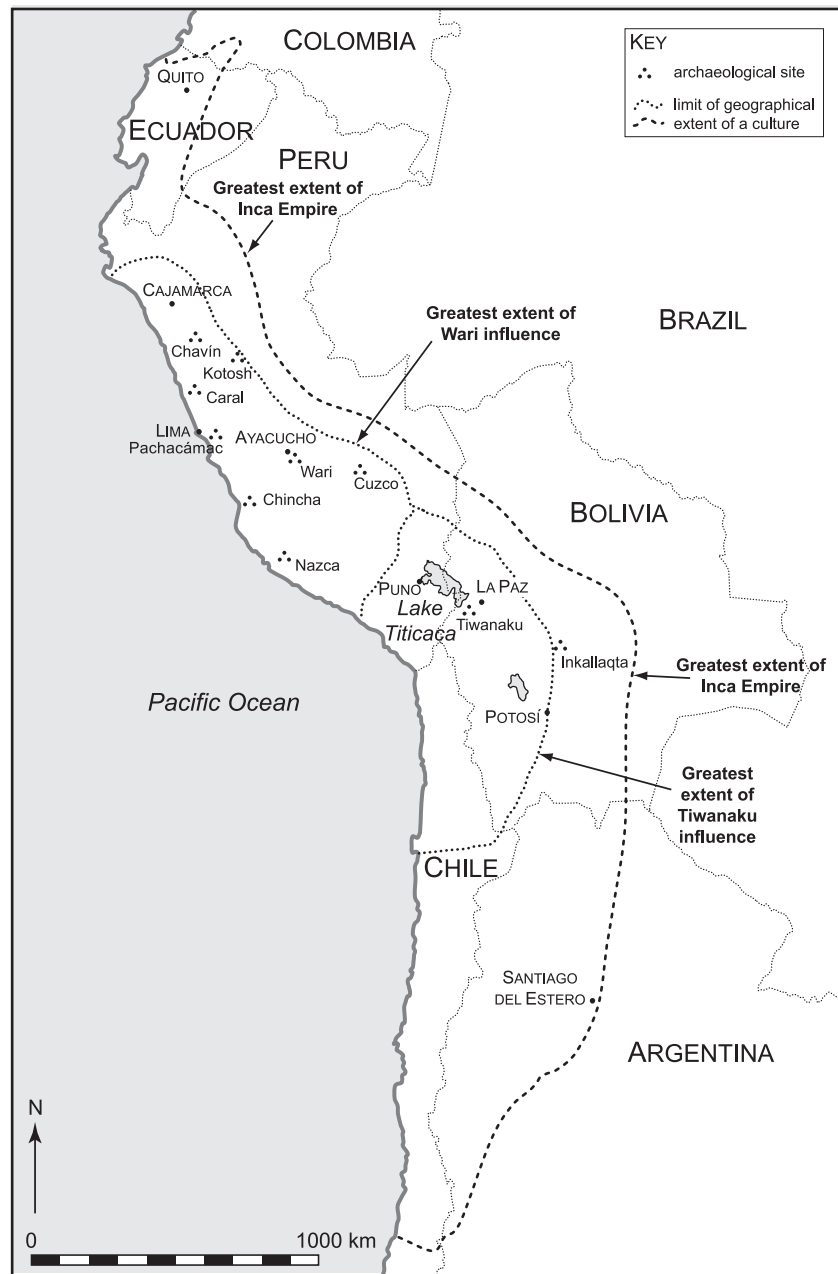 COLOMBIA
KEY
archaeological site
limit of geographical
extent of a culture
QUITO
ECUADOR
PERU
Greatest extent of
Inca Empire
CAJAMARCA
Greatest extent of
Wari influence
BRAZIL
Chavín
Kotosh
Caral
LIMA
Pachacámac
AYACUCHO
Wari
Cuzco
Chincha
BOLIVIA
Nazca
PUNO
LA PAZ
Lake
Titicaca
Tiwanaku
Inkallaqta
Greatest extent of
Inca Empire
Pacific Ocean
POTOSÍ
Greatest
extent of
Tiwanaku
influence
CHILE
SANTIAGO
DEL ESTERO
ARGENTINA
N
0
1000 km